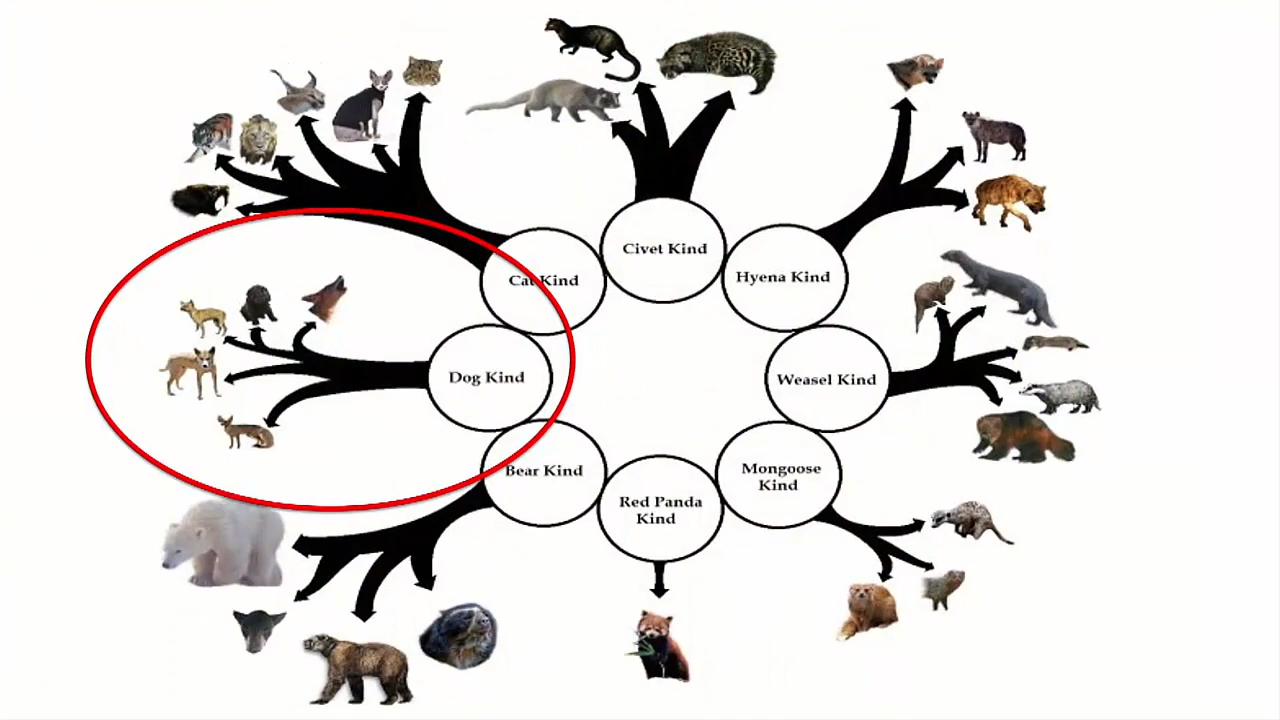 Civet Kind
Cat Kind
Hyena Kind
Dog Kind
Weasel Kind
Bear Kind
Red Panda
Kind
Mongoose
Kind